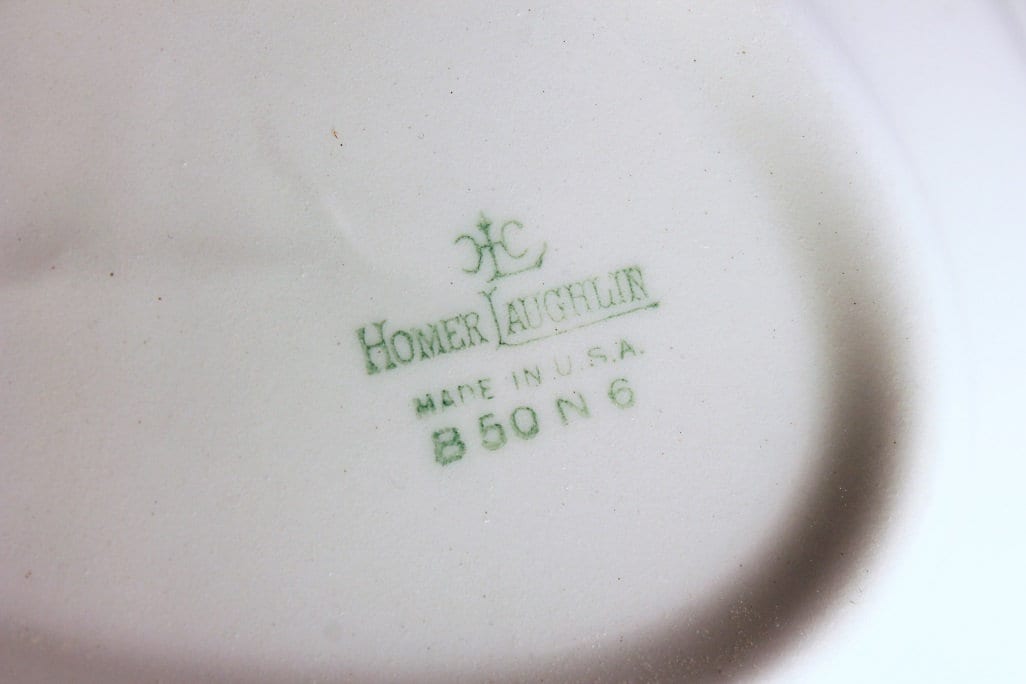 HLC
HOMER LAUGHLIN
MADE IN U.S.A.
B 50 N 6